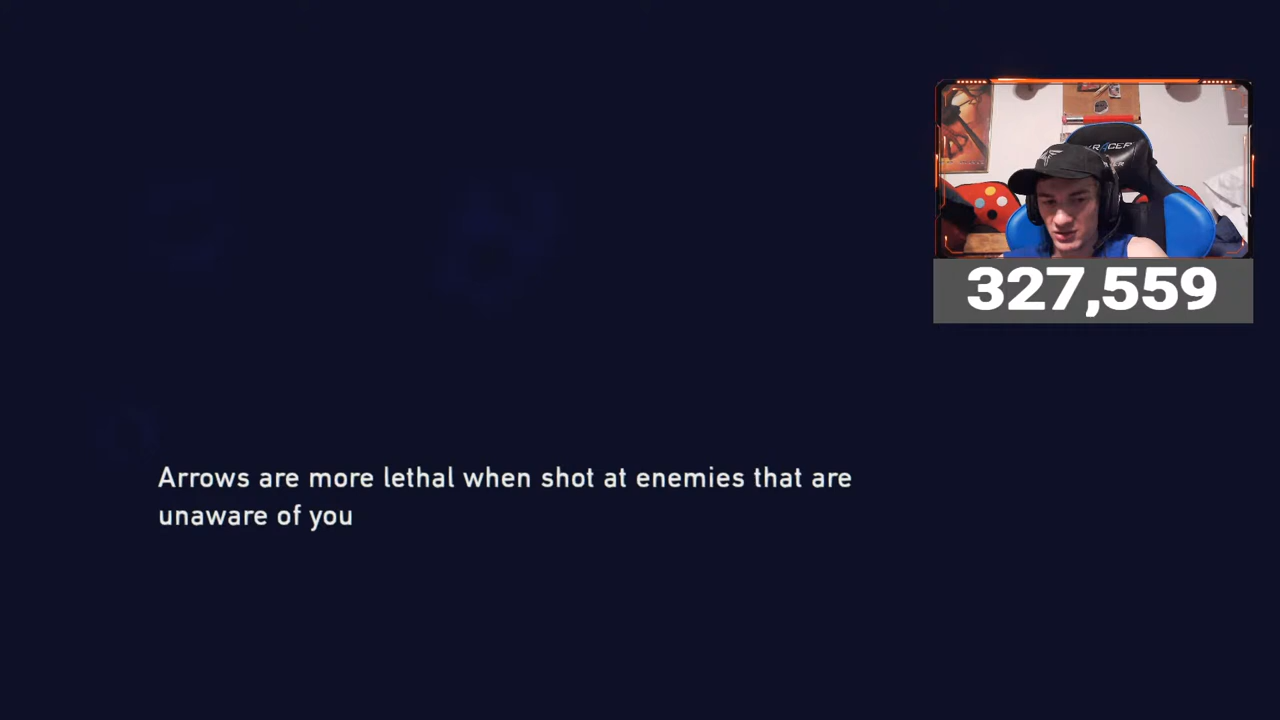 327,559
Arrows are more lethal when shot at enemies that are
unaware of you